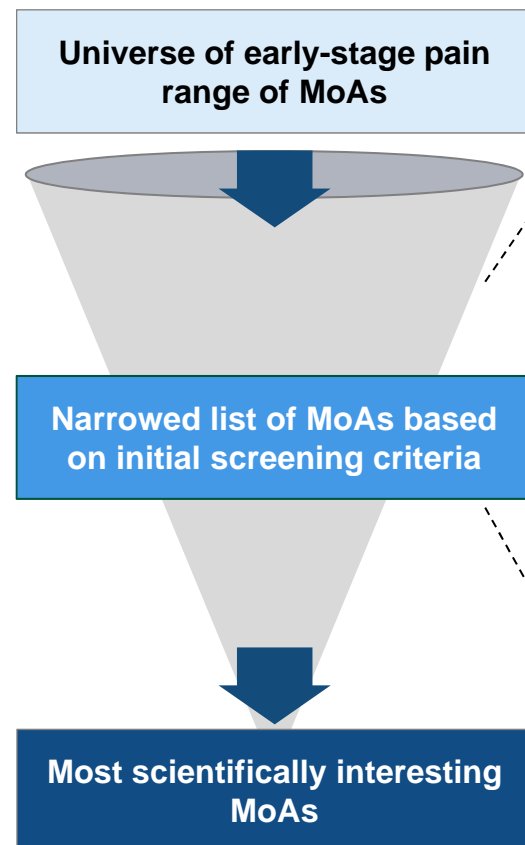 Universe of early-stage pain
range of MoAs
Narrowed list of MoAs based
on initial screening criteria
Most scientifically interesting
MoAs